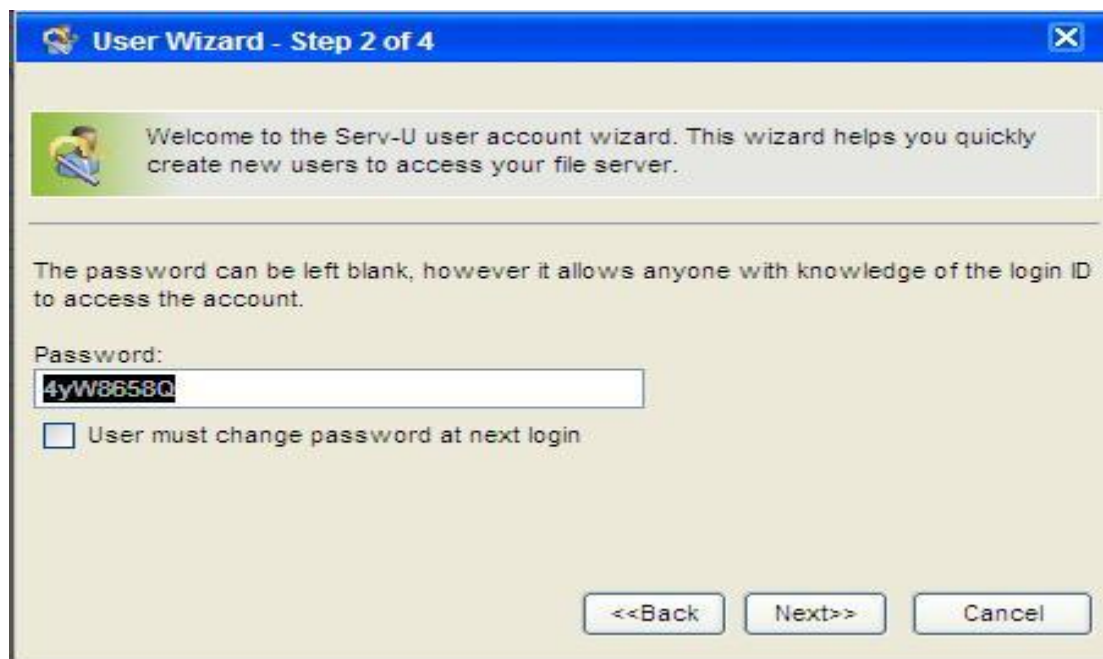 User Wizard - Step 2 of 4
Welcome to the Serv-U user account wizard. This wizard helps you quickly
create new users to access your file server.
The password can be left blank, however it allows anyone with knowledge of the login ID
to access the account.
Password:
4yW8658Q
User must change password at next login
<<Back
Next>>
Cancel